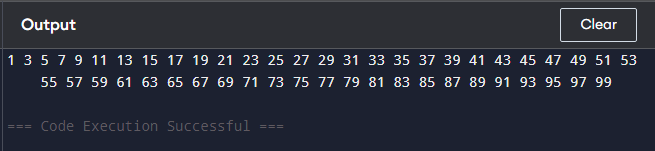 Output
Clear
1 3 5 7 9 11 13 15 17 19 21 23 25 27 29 31 33 35 37 39 41 43 45 47 49 51 53
55 57 59 61 63 65 67 69 71 73 75 77 79 81 83 85 87 89 91 93 95 97 99
=== Code Execution Successful ===